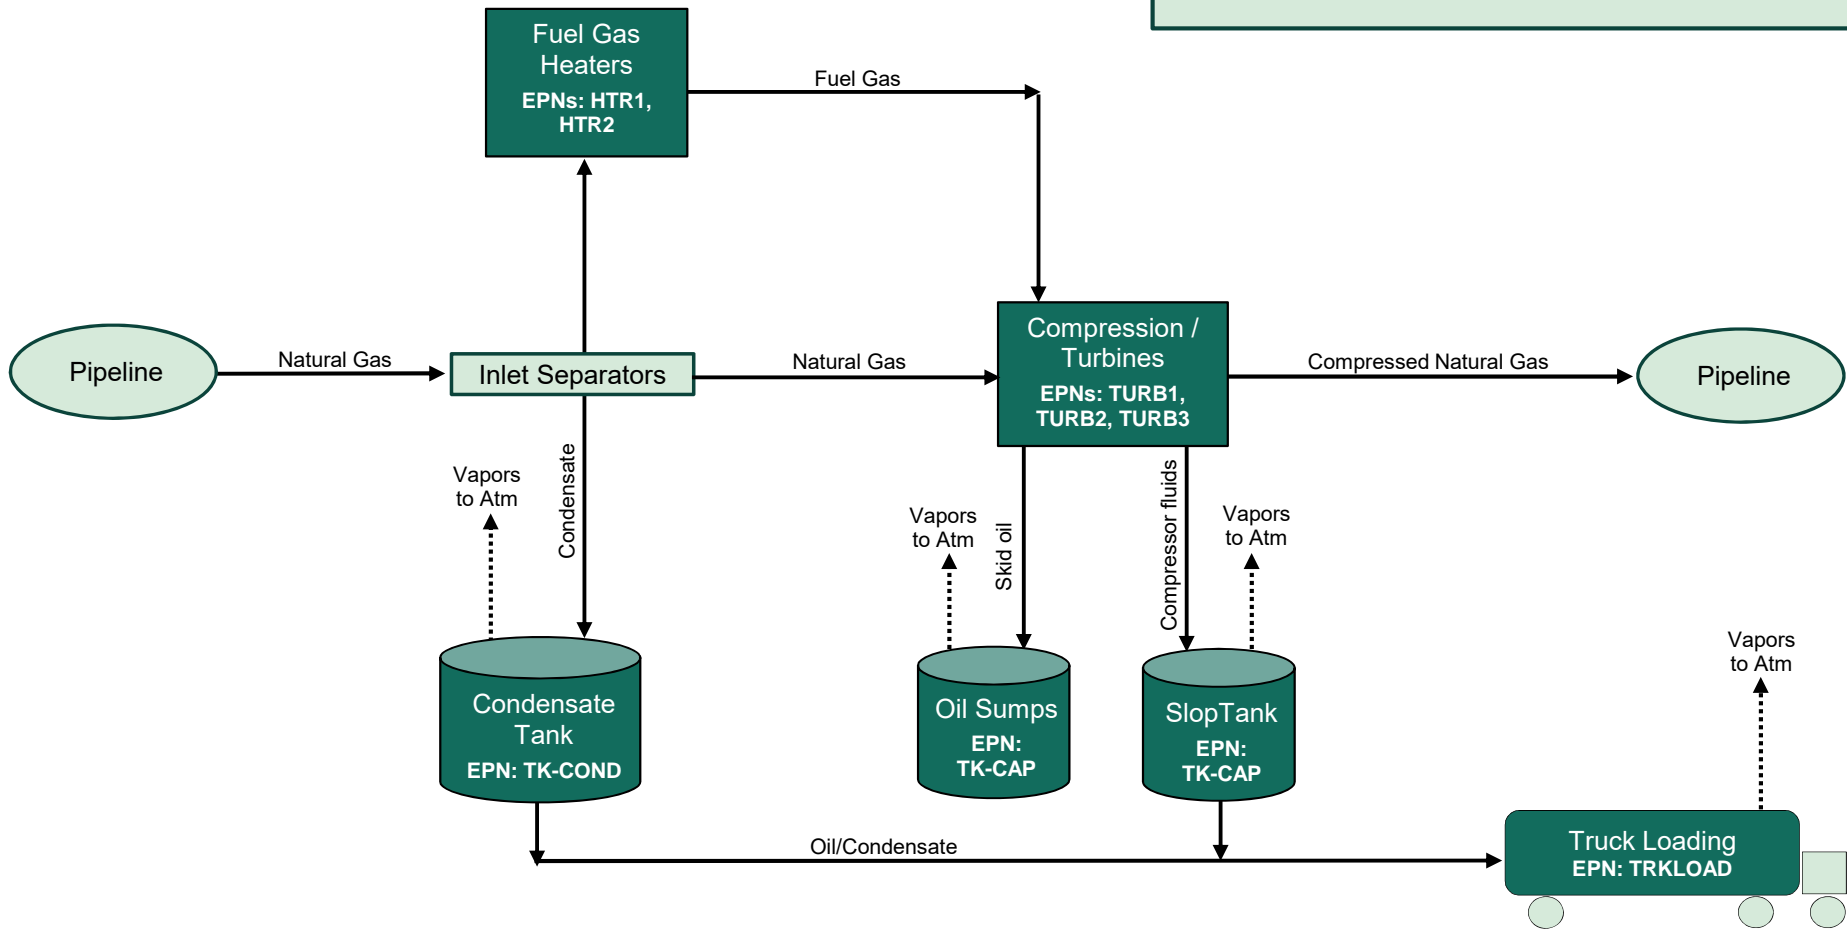 Fuel Gas
Heaters
EPNs: HTR1,
HTR2
Fuel Gas
Pipeline
Natural Gas
Inlet Separators
Natural Gas
Compression /
Turbines
EPNs: TURB1,
TURB2, TURB3
Compressed Natural Gas
Pipeline
Vapors
to Atm
Condensate
Vapors
to Atm
Skid oil
Compressor fluids
Vapors
to Atm
Vapors
to Atm
Condensate
Tank
EPN: TK-COND
Oil Sumps
EPN:
TK-CAP
SlopTank
EPN:
TK-CAP
Oil/Condensate
Truck Loading
EPN: TRKLOAD